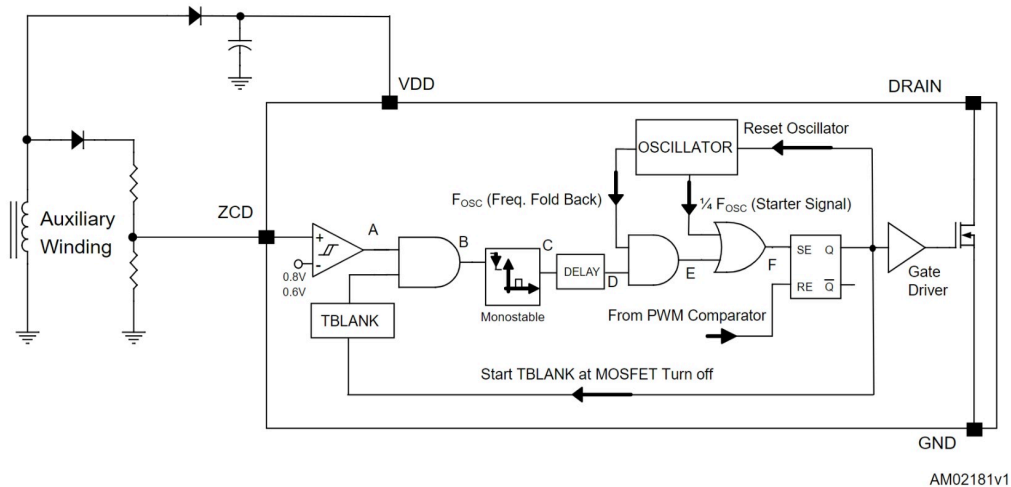 VDD
DRAIN
Reset Oscillator
OSCILLATOR
FOSC (Freq. Fold Back)
¼ FOSC (Starter Signal)
Auxiliary
Winding
ZCD
+
-
0.8V
0.6V
A
B
C
DELAY
D
E
F
SE Q
RE Q̅
Gate
Driver
Monostable
TBLANK
From PWM Comparator
Start TBLANK at MOSFET Turn off
GND
AM02181v1